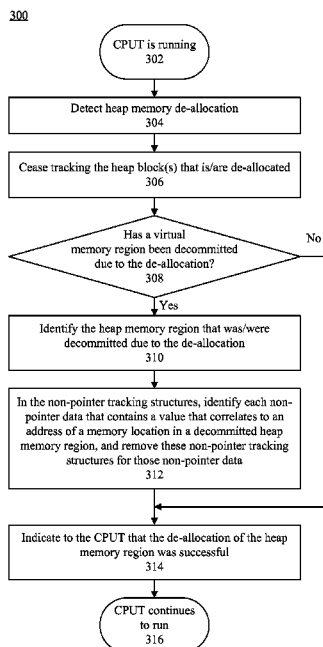 300
CPUT is
running
302
Detect heap memory de-allocation
304
Cease tracking the heap block(s) that is/are de-allocated
306
Has a virtual
memory region been decommitted
due to the de-allocation?
308
No
Yes
Identify the heap memory region that was/were
decommitted due to the de-allocation
310
In the non-pointer tracking structures, identify each non-
pointer data that contains a value that correlates to an
address of a memory location in a decommitted heap
memory region, and remove these non-pointer tracking
structures for those non-pointer data
312
Indicate to the CPUT that the de-allocation of the heap
memory region was successful
314
CPUT continues
to run
316